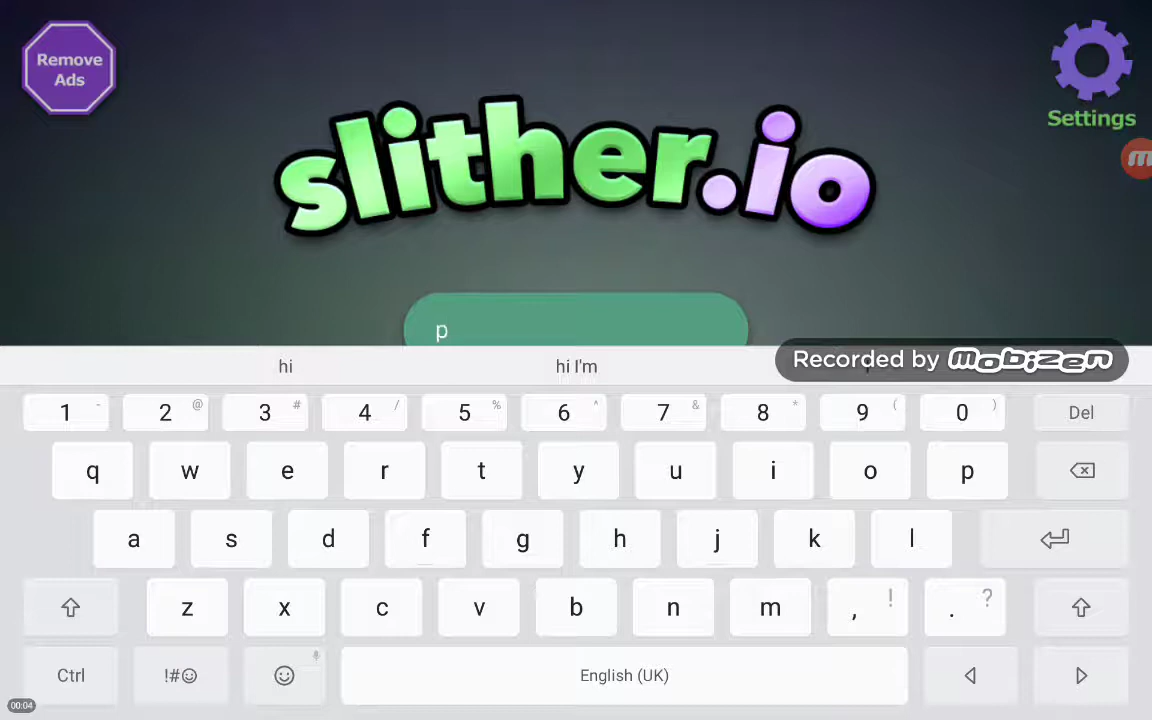 Remove
Ads
slither.io
Settings
p
hi
hi I'm
Recorded by mobizen
1 - 2 @ 3 # 4 / 5 % 6 ^ 7 & 8 * 9 ( 0 ) Del
q w e r t y u i o p
a s d f g h j k l
z x c v b n m , ! . ?
Ctrl !#☺ English (UK)
00:04